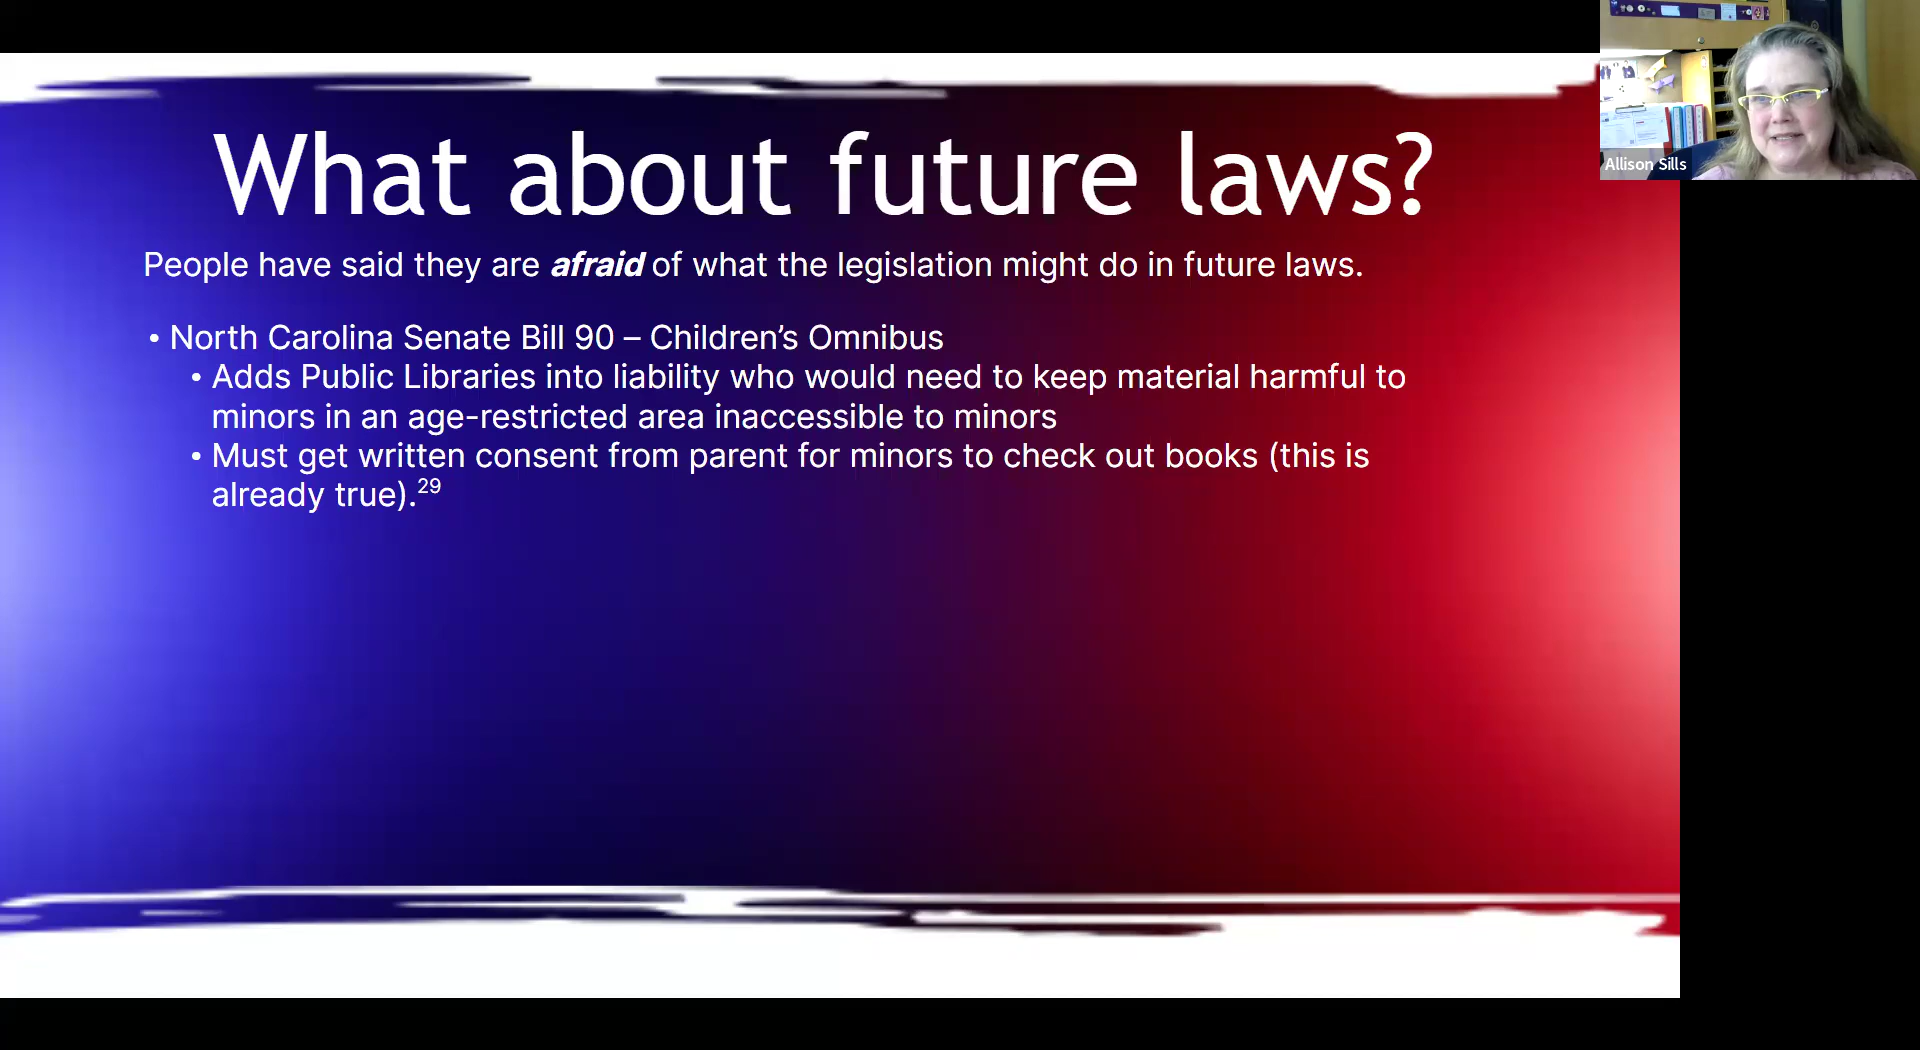 What about future laws?
People have said they are afraid of what the legislation might do in future laws.
• North Carolina Senate Bill 90 – Children’s Omnibus
• Adds Public Libraries into liability who would need to keep material harmful to
minors in an age-restricted area inaccessible to minors
• Must get written consent from parent for minors to check out books (this is
already true).29
Allison Sills